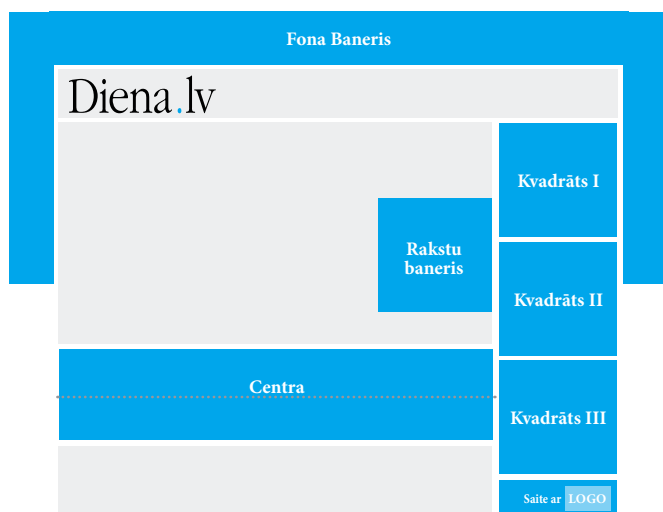 Fona Baneris
Diena.lv
Kvadrāts I
Rakstu
baneris
Kvadrāts II
Centra
Kvadrāts III
Saite ar LOGO